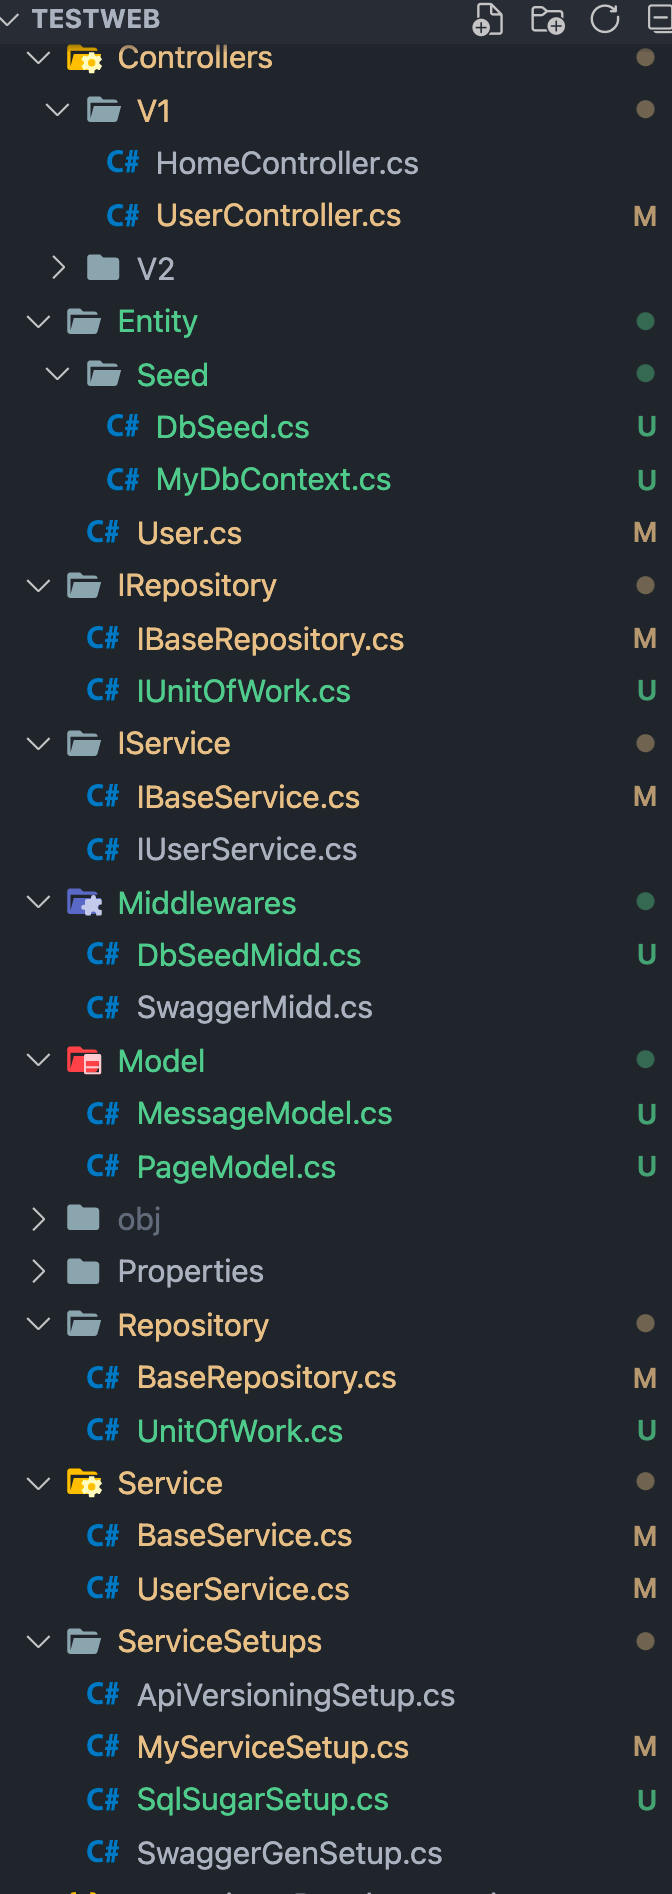 TESTWEB
Controllers
V1
C# HomeController.cs
C# UserController.cs M
V2
Entity
Seed
C# DbSeed.cs U
C# MyDbContext.cs U
C# User.cs M
IRepository
C# IBaseRepository.cs M
C# IUnitOfWork.cs U
IService
C# IBaseService.cs M
C# IUserService.cs
Middlewares
C# DbSeedMidd.cs U
C# SwaggerMidd.cs
Model
C# MessageModel.cs U
C# PageModel.cs U
obj
Properties
Repository
C# BaseRepository.cs M
C# UnitOfWork.cs U
Service
C# BaseService.cs M
C# UserService.cs M
ServiceSetups
C# ApiVersioningSetup.cs
C# MyServiceSetup.cs M
C# SqlSugarSetup.cs U
C# SwaggerGenSetup.cs